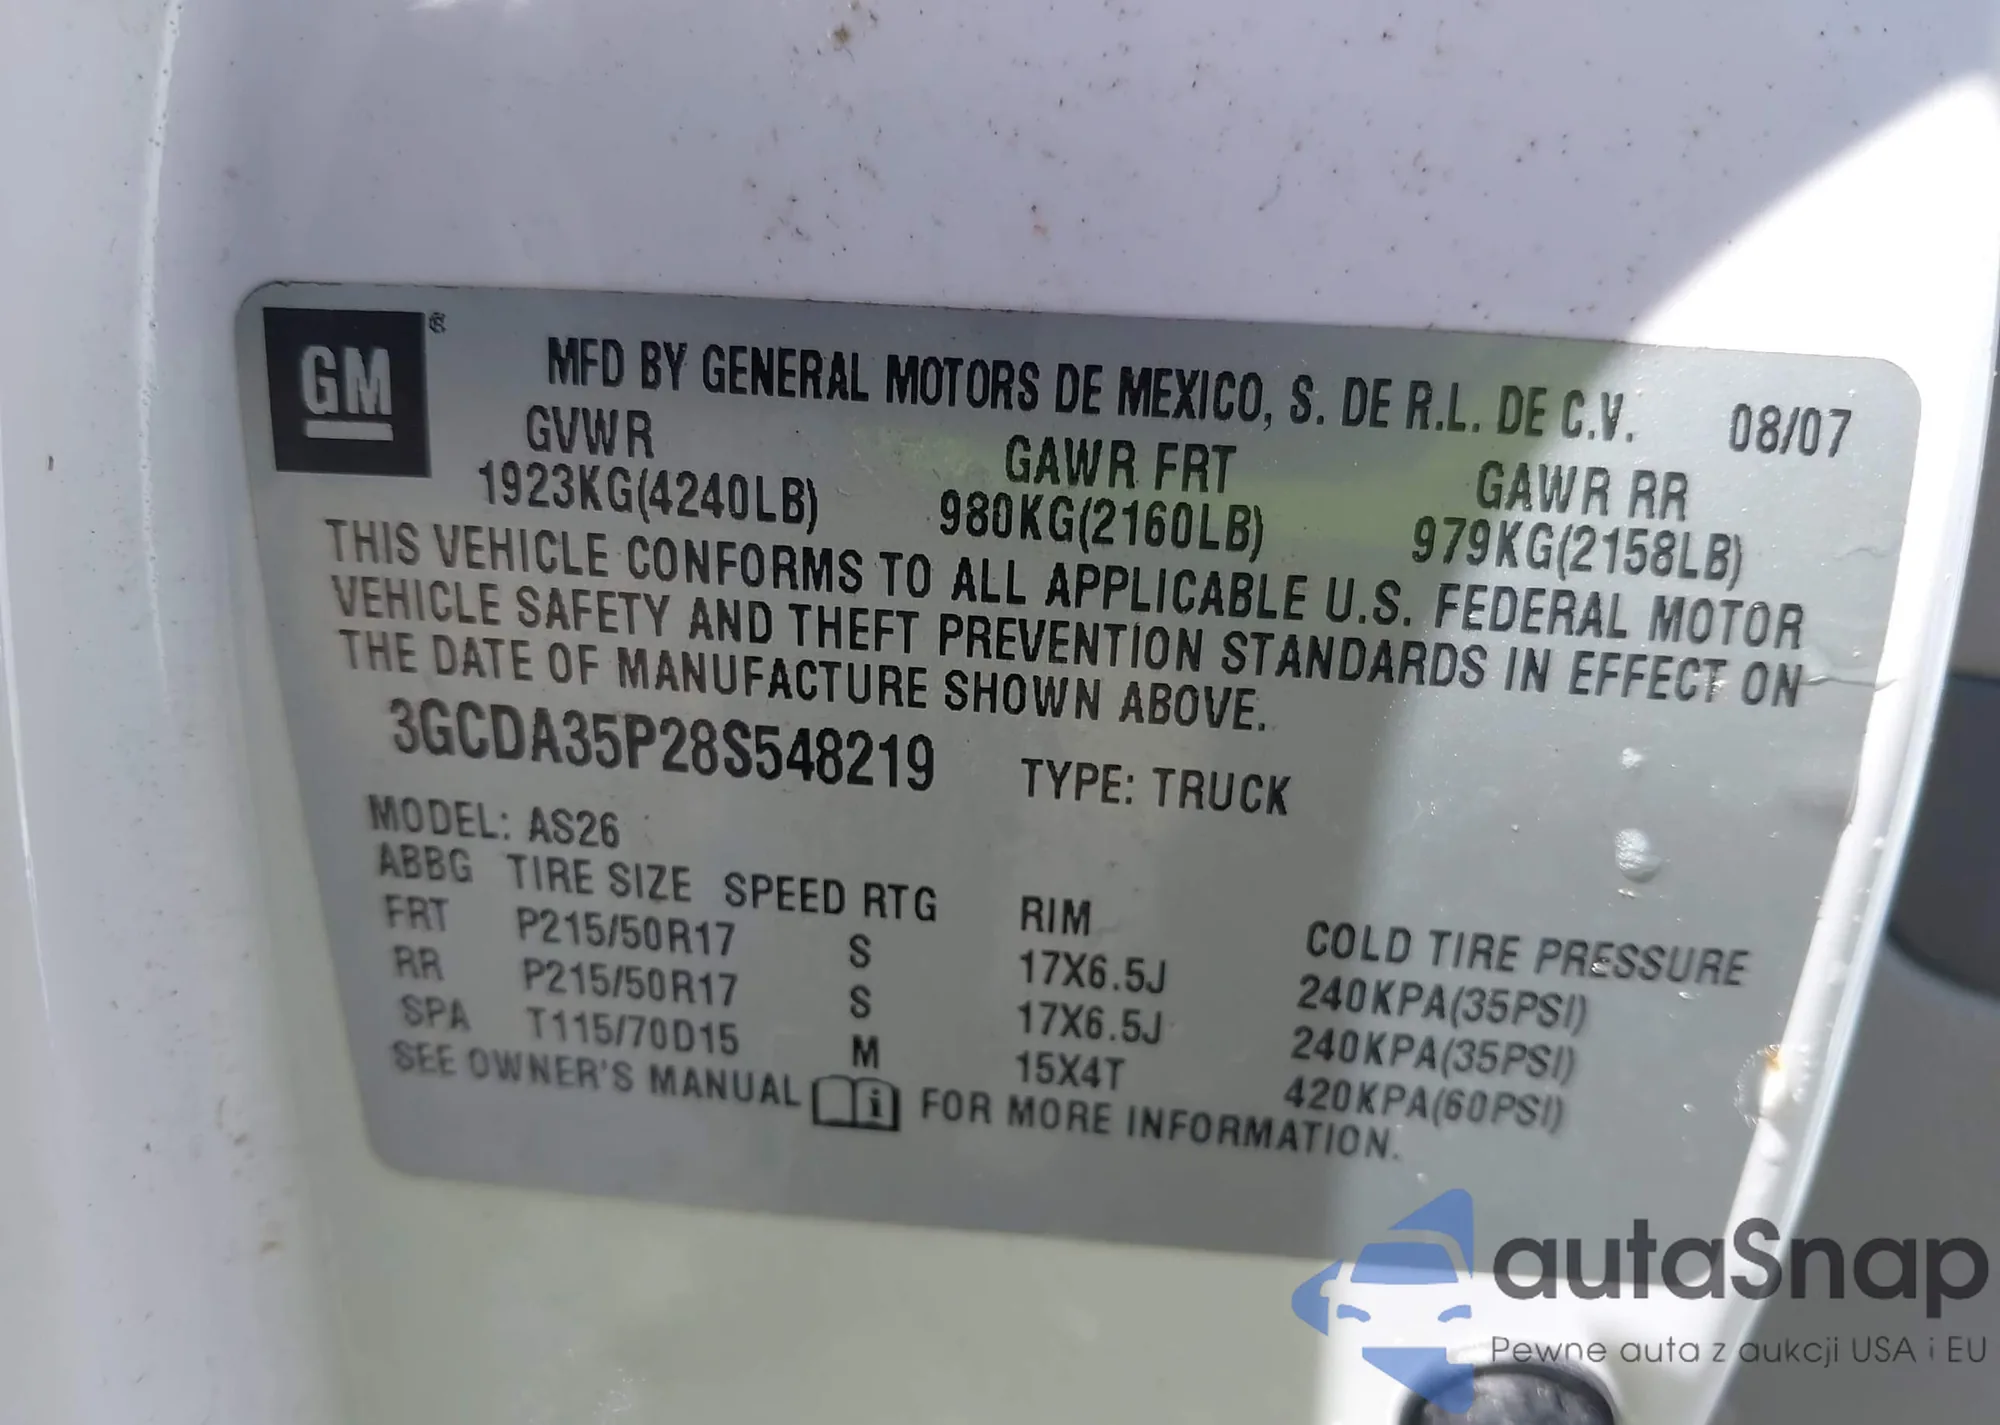 GM ®
MFD BY GENERAL MOTORS DE MEXICO, S. DE R.L. DE C.V. 08/07
GVWR GAWR FRT GAWR RR
1923KG(4240LB) 980KG(2160LB) 979KG(2158LB)
THIS VEHICLE CONFORMS TO ALL APPLICABLE U.S. FEDERAL MOTOR
VEHICLE SAFETY AND THEFT PREVENTION STANDARDS IN EFFECT ON
THE DATE OF MANUFACTURE SHOWN ABOVE.
3GCDA35P28S548219 TYPE: TRUCK
MODEL: AS26
ABBG TIRE SIZE SPEED RTG RIM COLD TIRE PRESSURE
FRT P215/50R17 S 17X6.5J 240KPA(35PSI)
RR P215/50R17 S 17X6.5J 240KPA(35PSI)
SPA T115/70D15 M 15X4T 420KPA(60PSI)
SEE OWNER'S MANUAL i FOR MORE INFORMATION.
autaSnap
Pewne auta z aukcji USA i EU